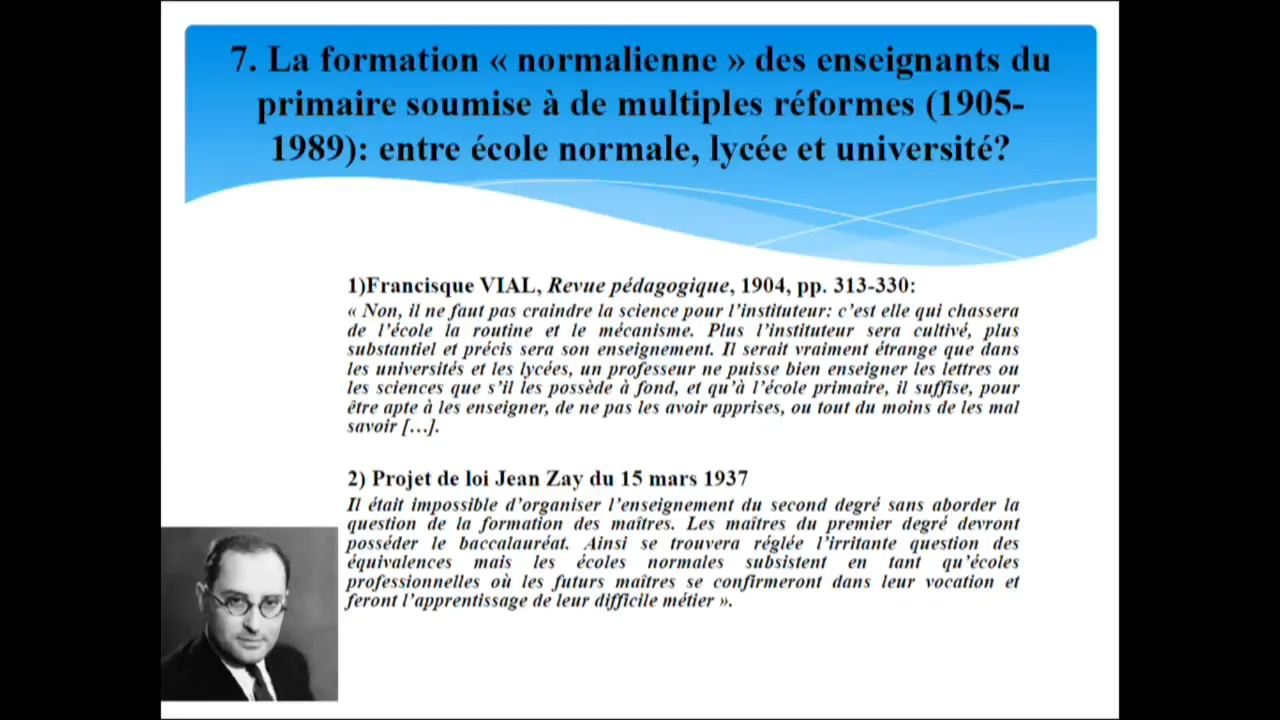 7. La formation « normalienne » des enseignants du
primaire soumise à de multiples réformes (1905-
1989): entre école normale, lycée et université?
1)Francisque VIAL, Revue pédagogique, 1904, pp. 313-330:
« Non, il ne faut pas craindre la science pour l’instituteur: c’est elle qui chassera
de l’école la routine et le mécanisme. Plus l’instituteur sera cultivé, plus
substantiel et précis sera son enseignement. Il serait vraiment étrange que dans
les universités et les lycées, un professeur ne puisse bien enseigner les lettres ou
les sciences que s’il les possède à fond, et qu’à l’école primaire, il suffise, pour
être apte à les enseigner, de ne pas les avoir apprises, ou tout du moins de les mal
savoir […].
2) Projet de loi Jean Zay du 15 mars 1937
Il était impossible d’organiser l’enseignement du second degré sans aborder la
question de la formation des maîtres. Les maîtres du premier degré devront
posséder le baccalauréat. Ainsi se trouvera réglée l’irritante question des
équivalences mais les écoles normales subsistent en tant qu’écoles
professionnelles où les futurs maîtres se confirmeront dans leur vocation et
feront l’apprentissage de leur difficile métier ».